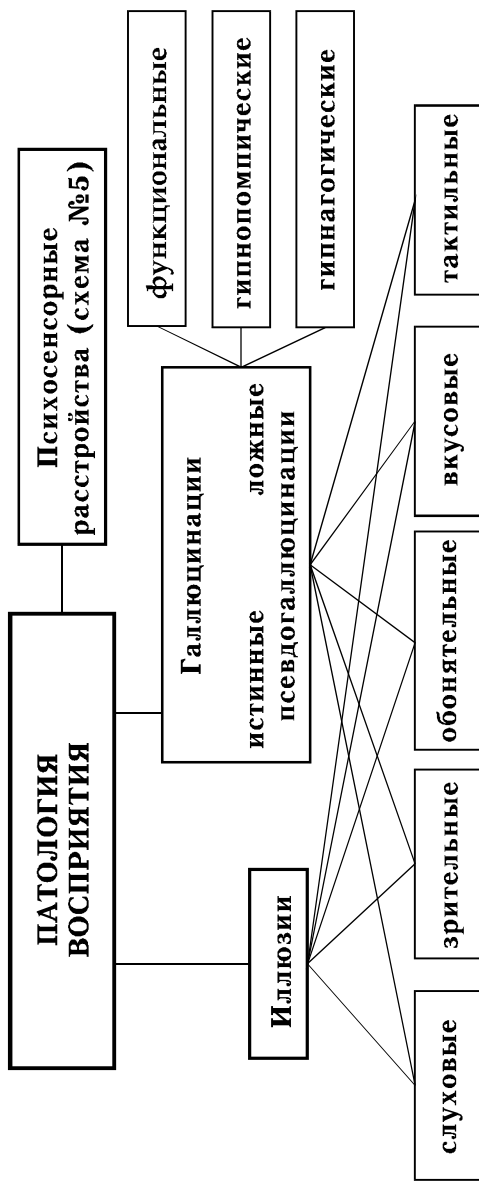 ПАТОЛОГИЯ
ВОСПРИЯТИЯ
Психосенсорные
расстройства (схема №5)
Иллюзии
Галлюцинации
истинные ложные
псевдогаллюцинации
функциональные
гипнопомпические
гипнагогические
слуховые
зрительные
обонятельные
вкусовые
тактильные